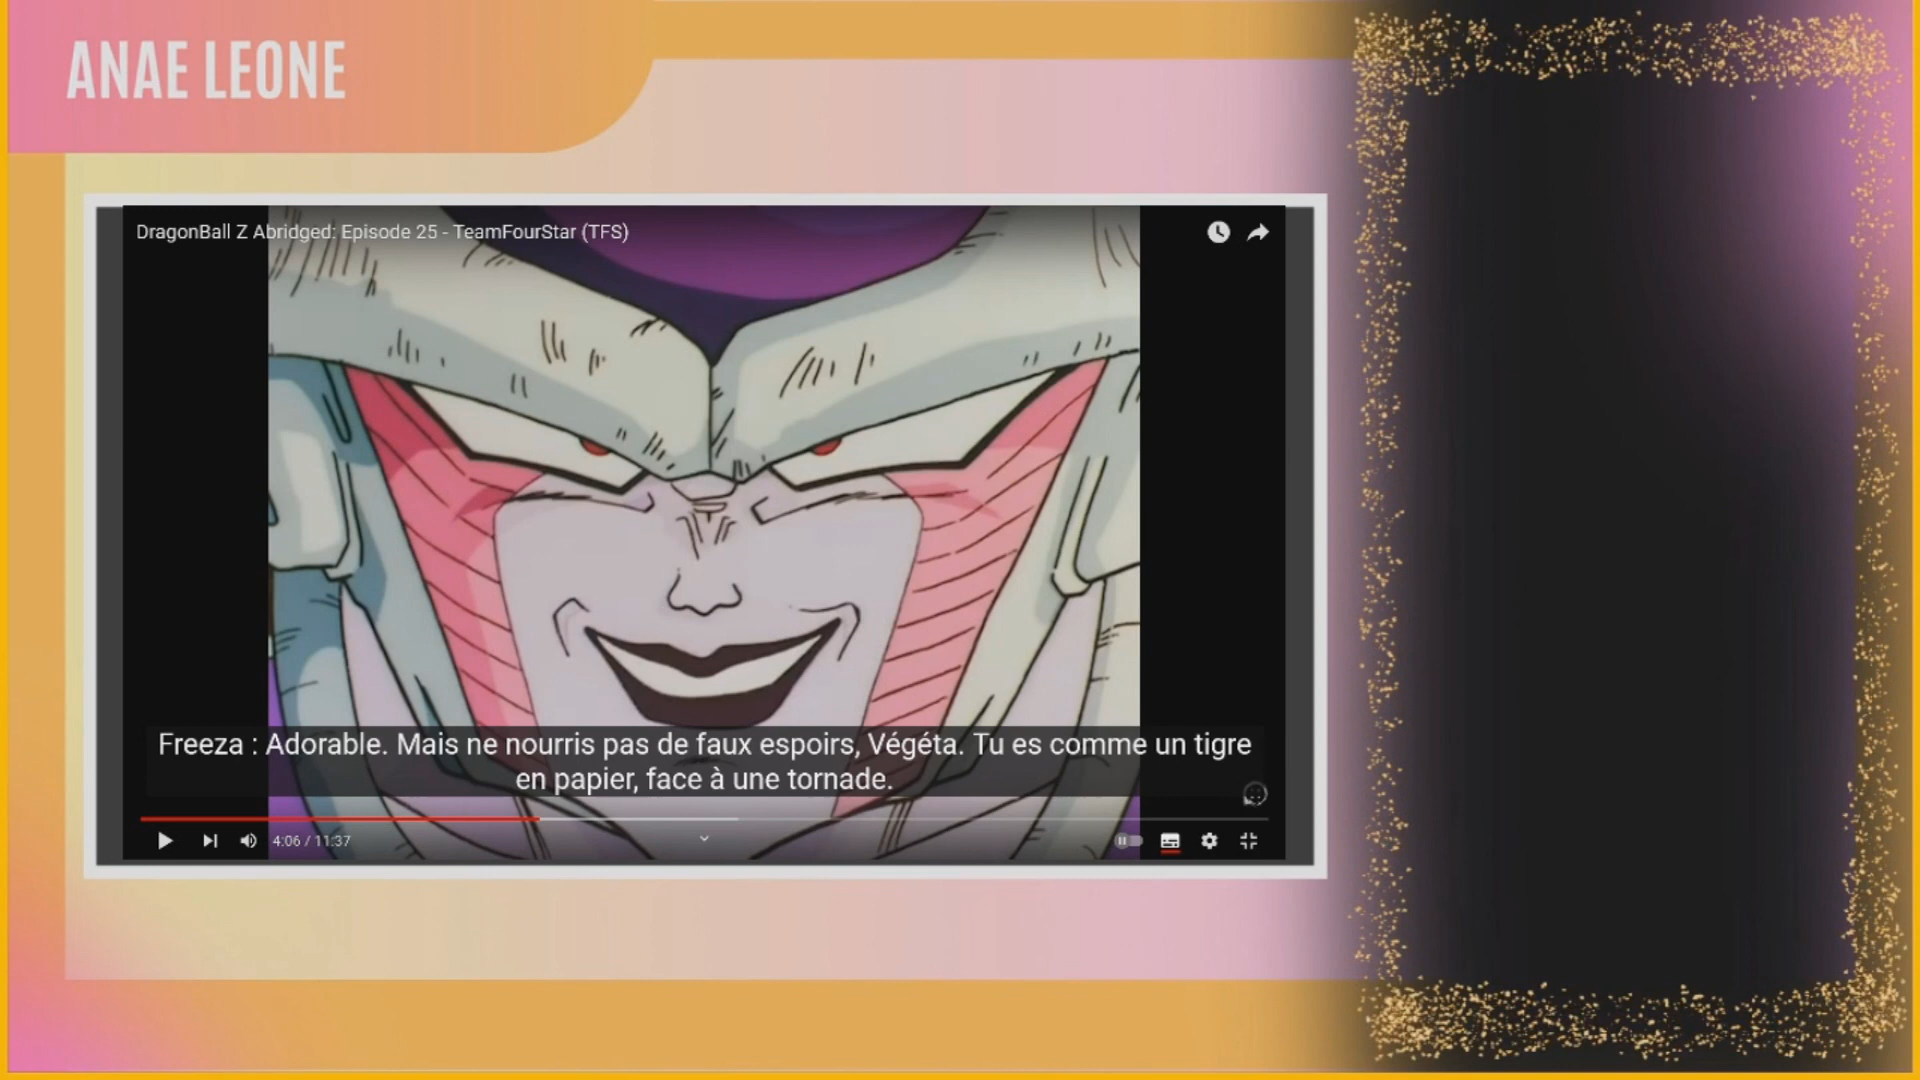 ANAE LEONE
DragonBall Z Abridged: Episode 25 - TeamFourStar (TFS)
Freeza : Adorable. Mais ne nourris pas de faux espoirs, Végéta. Tu es comme un tigre
en papier, face à une tornade.
4:06 / 11:37